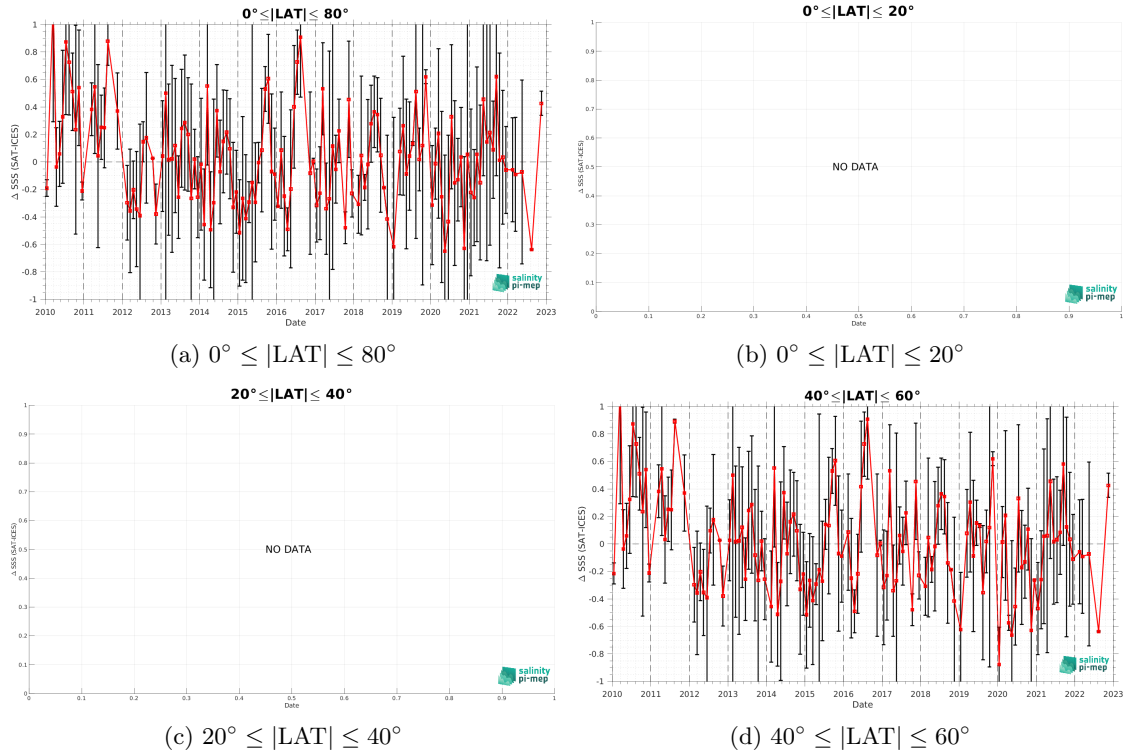 0°≤|LAT|≤ 80°
Δ SSS (SAT-ICES)
1
0.8
0.6
0.4
0.2
0
-0.2
-0.4
-0.6
-0.8
-1
2010 2011 2012 2013 2014 2015 2016 2017 2018 2019 2020 2021 2022 2023
Date
salinity
pi-mep
(a) 0° ≤ |LAT| ≤ 80°
0°≤|LAT|≤ 20°
Δ SSS (SAT-ICES)
1
0.9
0.8
0.7
0.6
0.5
0.4
0.3
0.2
0.1
0
NO DATA
0 0.1 0.2 0.3 0.4 0.5 0.6 0.7 0.8 0.9 1
Date
salinity
pi-mep
(b) 0° ≤ |LAT| ≤ 20°
20°≤|LAT|≤ 40°
Δ SSS (SAT-ICES)
1
0.9
0.8
0.7
0.6
0.5
0.4
0.3
0.2
0.1
0
NO DATA
0 0.1 0.2 0.3 0.4 0.5 0.6 0.7 0.8 0.9 1
Date
salinity
pi-mep
(c) 20° ≤ |LAT| ≤ 40°
40°≤|LAT|≤ 60°
Δ SSS (SAT-ICES)
1
0.8
0.6
0.4
0.2
0
-0.2
-0.4
-0.6
-0.8
-1
2010 2011 2012 2013 2014 2015 2016 2017 2018 2019 2020 2021 2022 2023
Date
salinity
pi-mep
(d) 40° ≤ |LAT| ≤ 60°